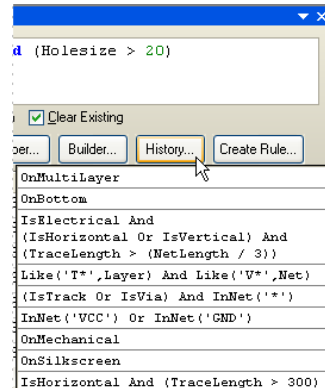 (Holesize > 20)
Clear Existing
Builder...
History...
Create Rule...
OnMultiLayer
OnBottom
IsElectrical And
(IsHorizontal Or IsVertical) And
(TraceLength > (NetLength / 3))
Like('T*',Layer) And Like('V*',Net)
(IsTrack Or IsVia) And InNet('*')
InNet('VCC') Or InNet('GND')
OnMechanical
OnSilkscreen
IsHorizontal And (TraceLength > 300)